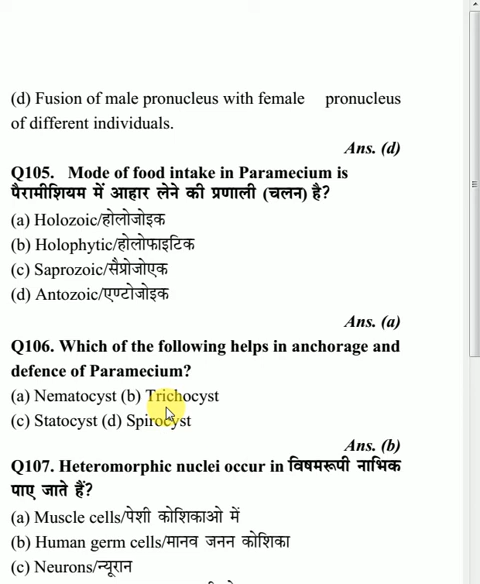 (d) Fusion of male pronucleus with female pronucleus
of different individuals.
Ans. (d)
Q105. Mode of food intake in Paramecium is
पैरामीशियम में आहार लेने की प्रणाली (चलन) है?
(a) Holozoic/होलोजोइक
(b) Holophytic/होलोफाइटिक
(c) Saprozoic/सैप्रोजोएक
(d) Antozoic/एण्टोजोइक
Ans. (a)
Q106. Which of the following helps in anchorage and
defence of Paramecium?
(a) Nematocyst (b) Trichocyst
(c) Statocyst (d) Spirocyst
Ans. (b)
Q107. Heteromorphic nuclei occur in विषमरूपी नाभिक
पाए जाते हैं?
(a) Muscle cells/पेशी कोशिकाओ में
(b) Human germ cells/मानव जनन कोशिका
(c) Neurons/न्यूरान